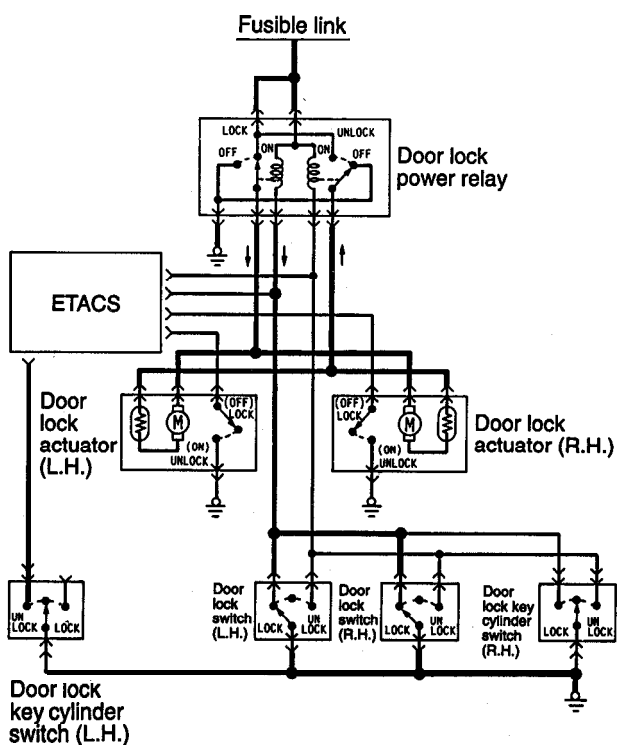 Fusible link
LOCK
UNLOCK
OFF
ON
ON
OFF
Door lock
power relay
ETACS
Door
lock
actuator
(L.H.)
M
(OFF)
LOCK
(ON)
UNLOCK
(OFF)
LOCK
(ON)
UNLOCK
M
Door lock
actuator (R.H.)
UN
LOCK
LOCK
Door
lock
switch
(L.H.)
LOCK
UN
LOCK
Door
lock
switch
(R.H.)
LOCK
UN
LOCK
Door
lock key
cylinder
switch
(R.H.)
LOCK
UN
LOCK
Door lock
key cylinder
switch (L.H.)